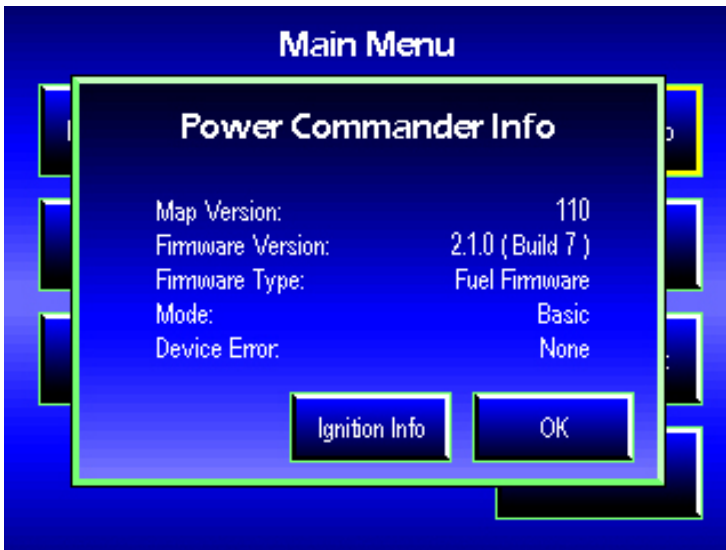 Main Menu
Power Commander Info
Map Version: 110
Firmware Version: 2.1.0 ( Build 7 )
Firmware Type: Fuel Firmware
Mode: Basic
Device Error: None
Ignition Info OK